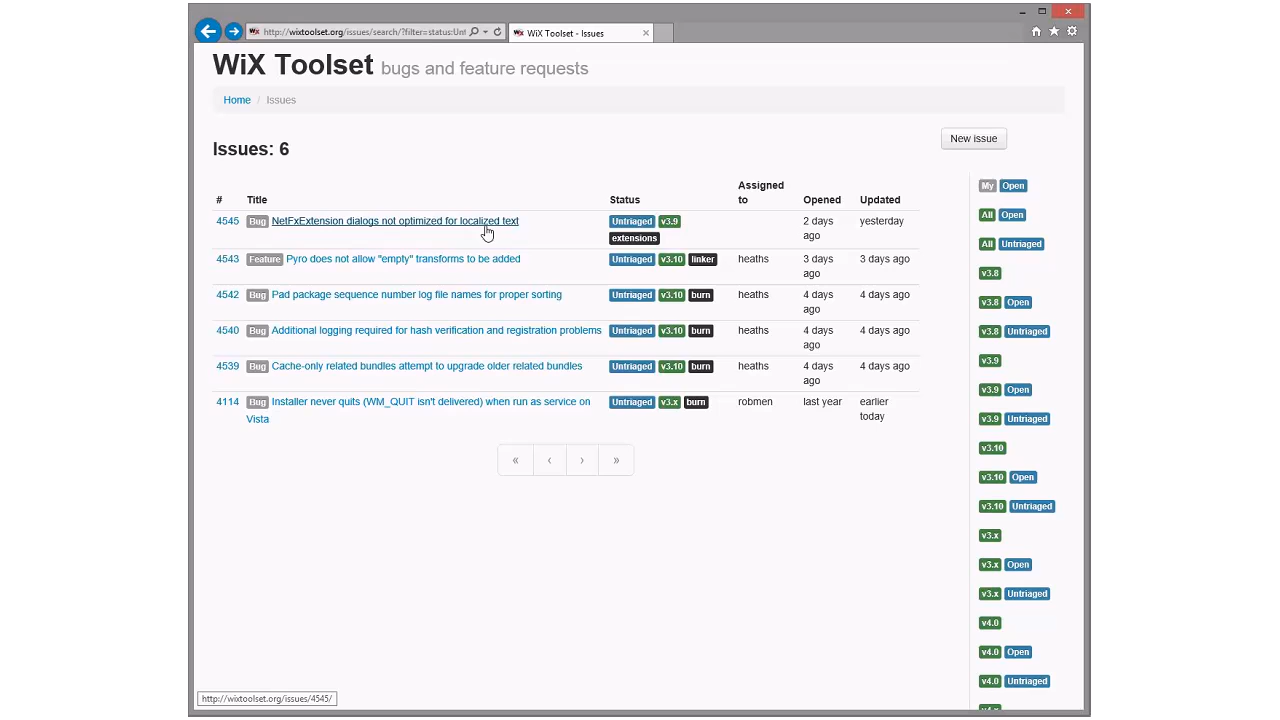 http://wixtoolset.org/issues/search/?filter=status:Unt
WiX Toolset - Issues
WiX Toolset bugs and feature requests
Home / Issues
Issues: 6
New issue
# Title Status Assigned to Opened Updated
4545 Bug NetFxExtension dialogs not optimized for localized text Untriaged v3.9 extensions 2 days ago yesterday
4543 Feature Pyro does not allow "empty" transforms to be added Untriaged v3.10 linker heaths 3 days ago 3 days ago
4542 Bug Pad package sequence number log file names for proper sorting Untriaged v3.10 burn heaths 4 days ago 4 days ago
4540 Bug Additional logging required for hash verification and registration problems Untriaged v3.10 burn heaths 4 days ago 4 days ago
4539 Bug Cache-only related bundles attempt to upgrade older related bundles Untriaged v3.10 burn heaths 4 days ago 4 days ago
4114 Bug Installer never quits (WM_QUIT isn't delivered) when run as service on Vista Untriaged v3.x burn robmen last year earlier today
« ‹ › »
My Open
All Open
All Untriaged
v3.8
v3.8 Open
v3.8 Untriaged
v3.9
v3.9 Open
v3.9 Untriaged
v3.10
v3.10 Open
v3.10 Untriaged
v3.x
v3.x Open
v3.x Untriaged
v4.0
v4.0 Open
v4.0 Untriaged
http://wixtoolset.org/issues/4545/